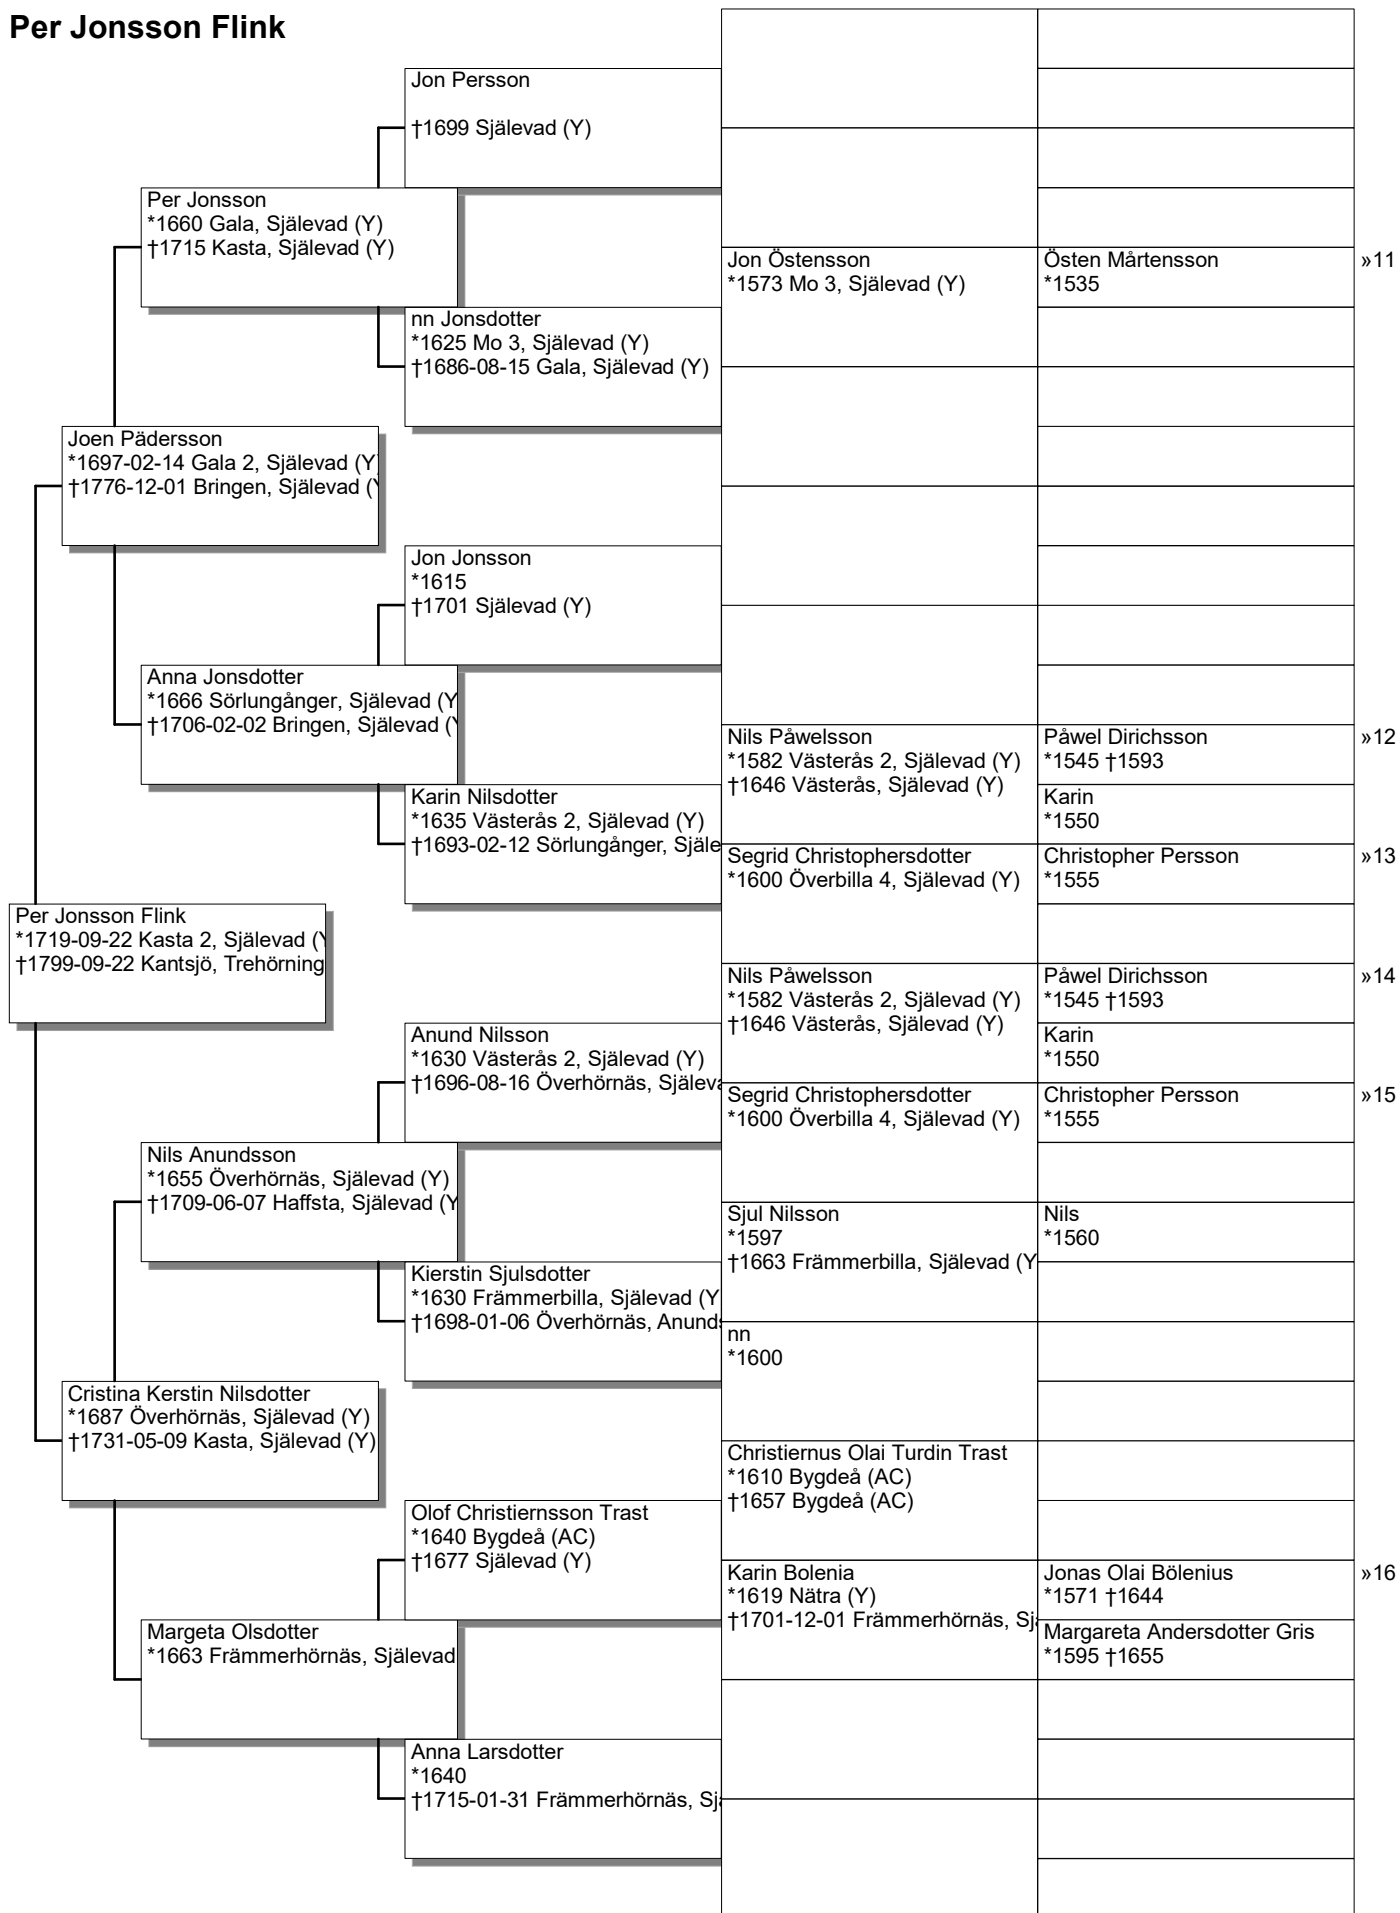 Per Jonsson Flink
Jon Persson
†1699 Själevad (Y)
Per Jonsson
*1660 Gala, Själevad (Y)
†1715 Kasta, Själevad (Y)
Jon Östensson
*1573 Mo 3, Själevad (Y)
Östen Mårtensson
*1535
»11
nn Jonsdotter
*1625 Mo 3, Själevad (Y)
†1686-08-15 Gala, Själevad (Y)
Joen Pädersson
*1697-02-14 Gala 2, Själevad (Y)
†1776-12-01 Bringen, Själevad (Y
Jon Jonsson
*1615
†1701 Själevad (Y)
Anna Jonsdotter
*1666 Sörlungånger, Själevad (Y
†1706-02-02 Bringen, Själevad (Y
Nils Påwelsson
*1582 Västerås 2, Själevad (Y)
†1646 Västerås, Själevad (Y)
Påwel Dirichsson
*1545 †1593
»12
Karin
*1550
Karin Nilsdotter
*1635 Västerås 2, Själevad (Y)
†1693-02-12 Sörlungånger, Själe
Segrid Christophersdotter
*1600 Överbilla 4, Själevad (Y)
Christopher Persson
*1555
»13
Per Jonsson Flink
*1719-09-22 Kasta 2, Själevad (Y
†1799-09-22 Kantsjö, Trehörning
Nils Påwelsson
*1582 Västerås 2, Själevad (Y)
†1646 Västerås, Själevad (Y)
Påwel Dirichsson
*1545 †1593
»14
Karin
*1550
Anund Nilsson
*1630 Västerås 2, Själevad (Y)
†1696-08-16 Överhörnäs, Själeva
Segrid Christophersdotter
*1600 Överbilla 4, Själevad (Y)
Christopher Persson
*1555
»15
Nils Anundsson
*1655 Överhörnäs, Själevad (Y)
†1709-06-07 Haffsta, Själevad (Y
Sjul Nilsson
*1597
†1663 Främmerbilla, Själevad (Y
Nils
*1560
Kierstin Sjulsdotter
*1630 Främmerbilla, Själevad (Y
†1698-01-06 Överhörnäs, Anunds
nn
*1600
Cristina Kerstin Nilsdotter
*1687 Överhörnäs, Själevad (Y)
†1731-05-09 Kasta, Själevad (Y)
Christiernus Olai Turdin Trast
*1610 Bygdeå (AC)
†1657 Bygdeå (AC)
Olof Christiernsson Trast
*1640 Bygdeå (AC)
†1677 Själevad (Y)
Karin Bolenia
*1619 Nätra (Y)
†1701-12-01 Främmerhörnäs, Sjä
Jonas Olai Bölenius
*1571 †1644
»16
Margareta Andersdotter Gris
*1595 †1655
Margeta Olsdotter
*1663 Främmerhörnäs, Själevad
Anna Larsdotter
*1640
†1715-01-31 Främmerhörnäs, Sjä